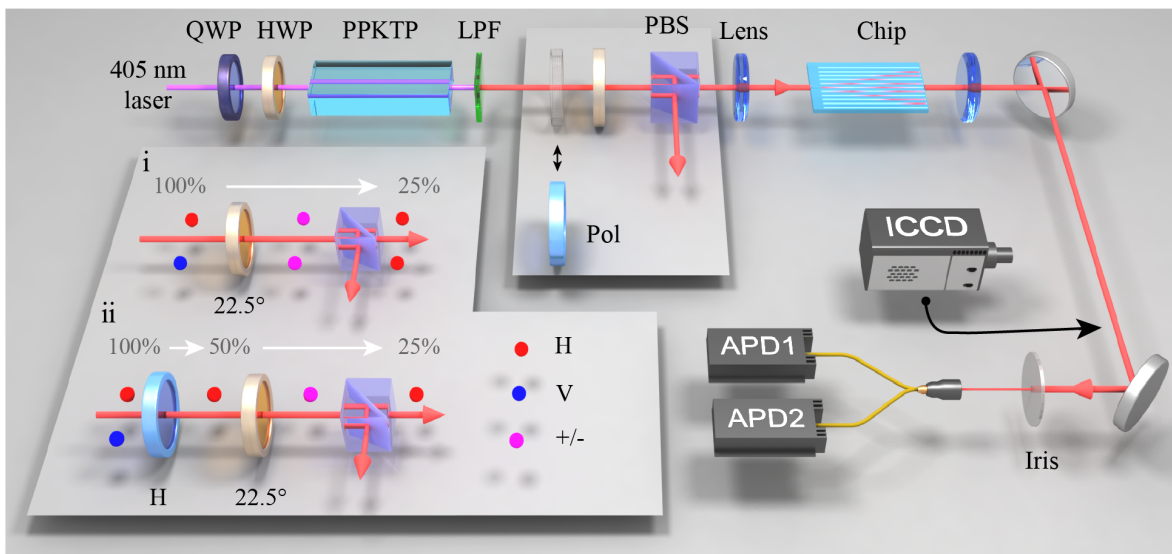 QWP HWP PPKTP LPF PBS Lens Chip
405 nm
laser
Pol
i
100% 25%
22.5°
ii
100% 50% 25%
H 22.5°
H
V
+/-
ICCD
APD1
APD2
Iris